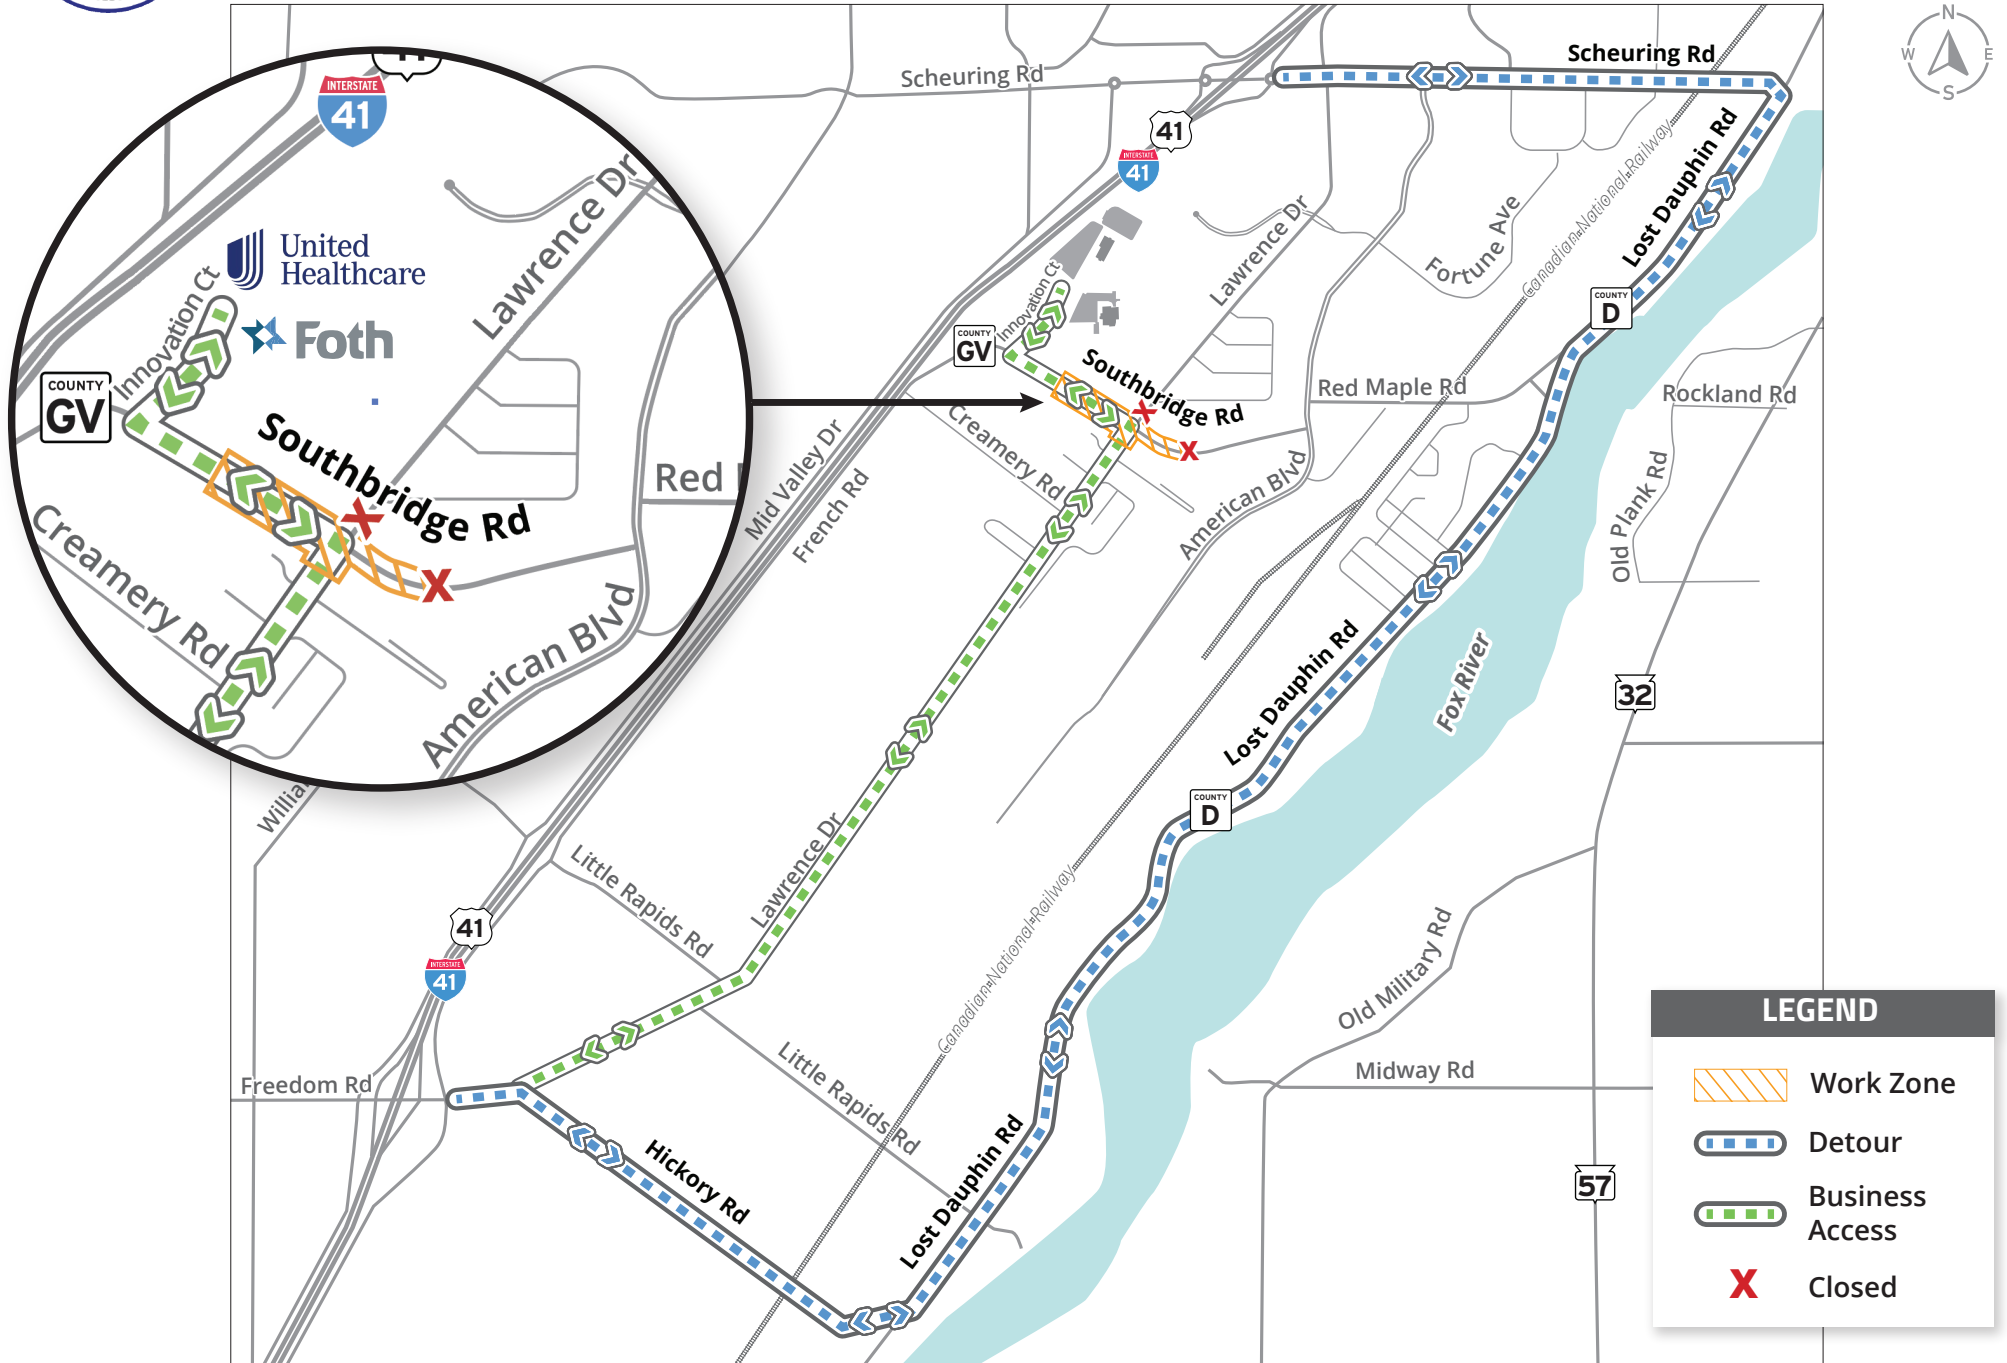 INTERSTATE
41
United
Healthcare
Foth
Innovation Ct
Lawrence Dr
COUNTY
GV
Southbridge Rd
Creamery Rd
Red
American Blvd
X
X
N
W
E
S
Scheuring Rd
Scheuring Rd
41
INTERSTATE
41
Lost Dauphin Rd
Canadian National Railway
Fortune Ave
Lawrence Dr
Innovation Ct
COUNTY
GV
COUNTY
D
Southbridge Rd
X
X
Red Maple Rd
Rockland Rd
Creamery Rd
Mid Valley Dr
French Rd
American Blvd
Old Plank Rd
Lost Dauphin Rd
Fox River
32
COUNTY
D
Lawrence Dr
Little Rapids Rd
41
INTERSTATE
41
Canadian National Railway
Old Military Rd
Freedom Rd
Little Rapids Rd
Midway Rd
Hickory Rd
Lost Dauphin Rd
57
LEGEND
Work Zone
Detour
Business
Access
X
Closed